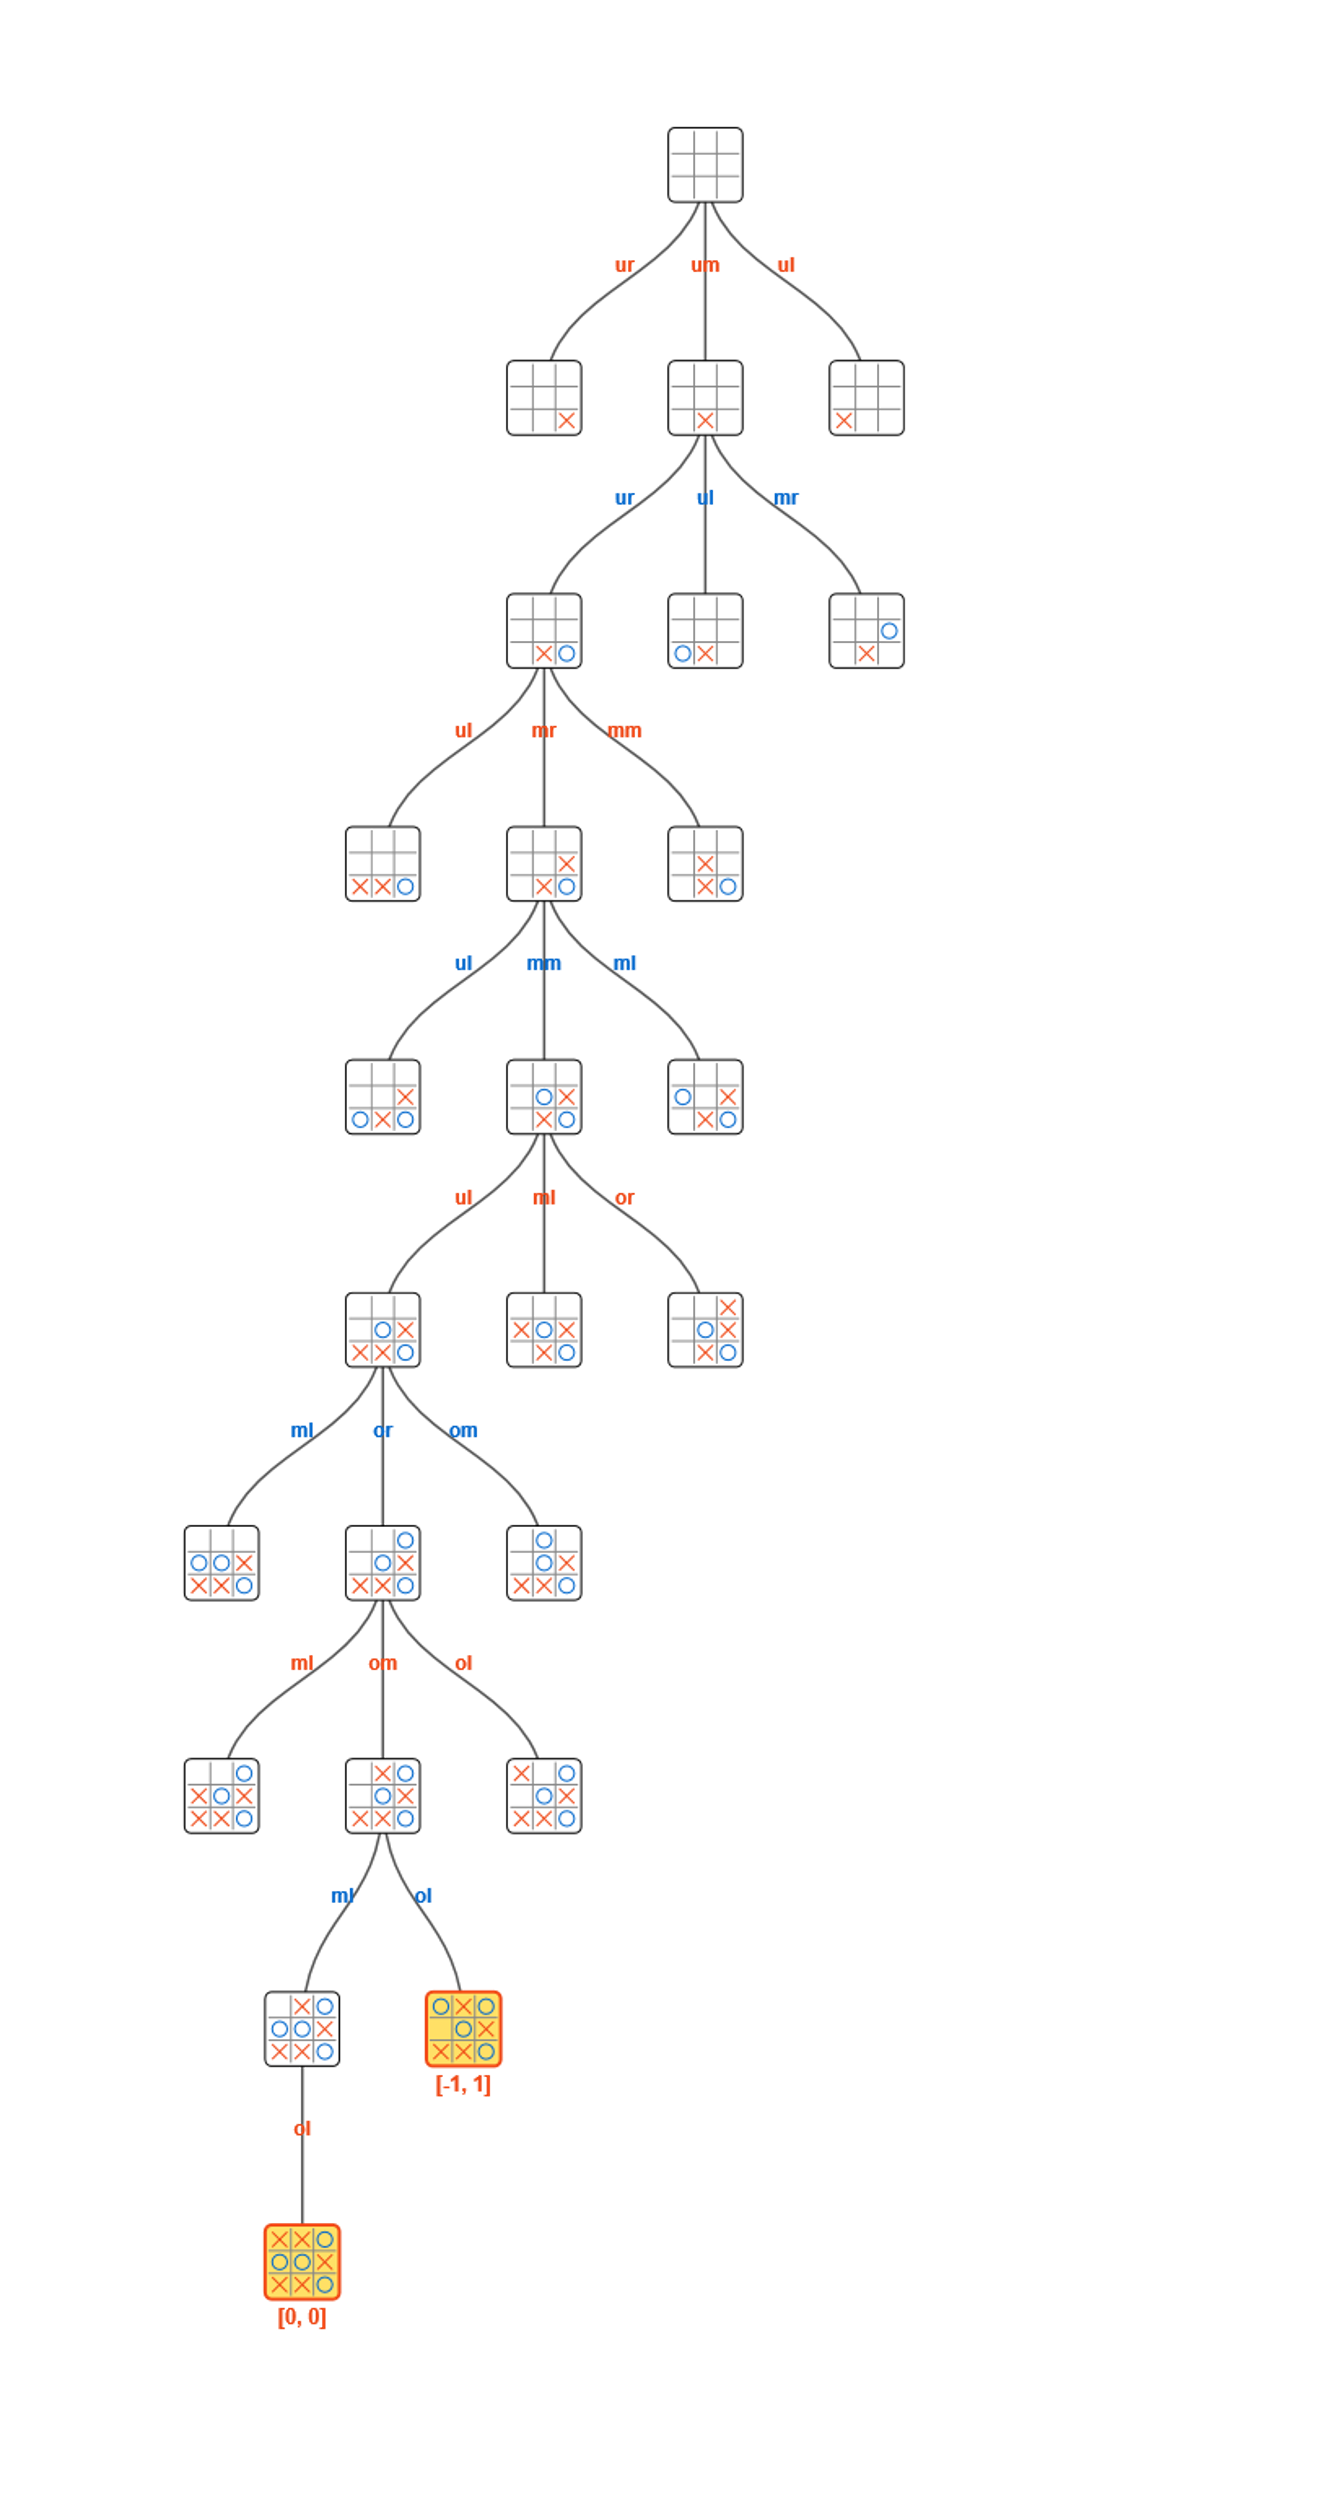 ur um ul
ur ul mr
ul mr mm
ul mm ml
ul ml or
ml or om
ml om ol
ml ol
[-1, 1]
ol
[0, 0]